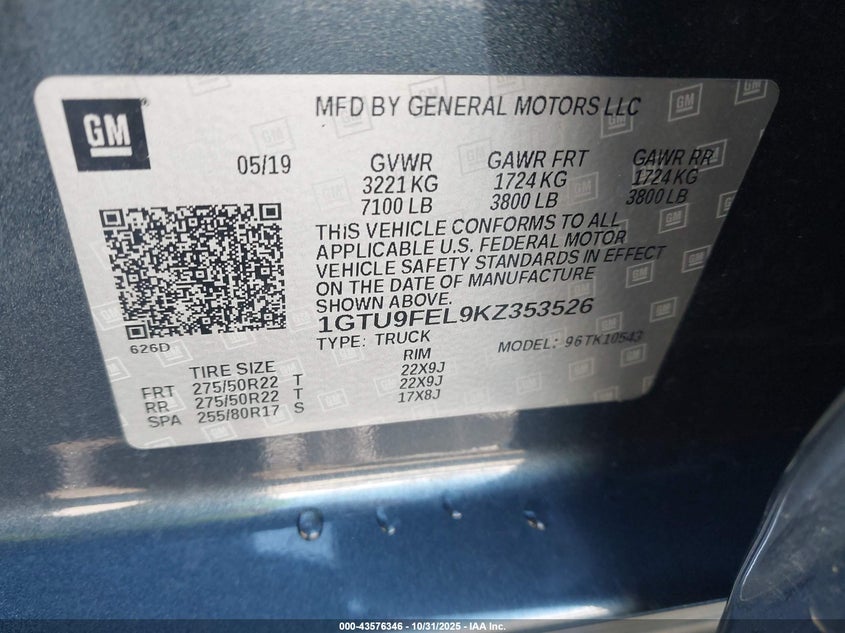 GM
MFD BY GENERAL MOTORS LLC
05/19
GVWR GAWR FRT GAWR RR
3221 KG 1724 KG 1724 KG
7100 LB 3800 LB 3800 LB
THIS VEHICLE CONFORMS TO ALL
APPLICABLE U.S. FEDERAL MOTOR
VEHICLE SAFETY STANDARDS IN EFFECT
ON THE DATE OF MANUFACTURE
SHOWN ABOVE.
1GTU9FEL9KZ353526
626D
TYPE: TRUCK MODEL: 96TK10543
TIRE SIZE RIM
FRT 275/50R22 T 22X9J
RR 275/50R22 T 22X9J
SPA 255/80R17 S 17X8J
000-43576346 - 10/31/2025 - IAA Inc.